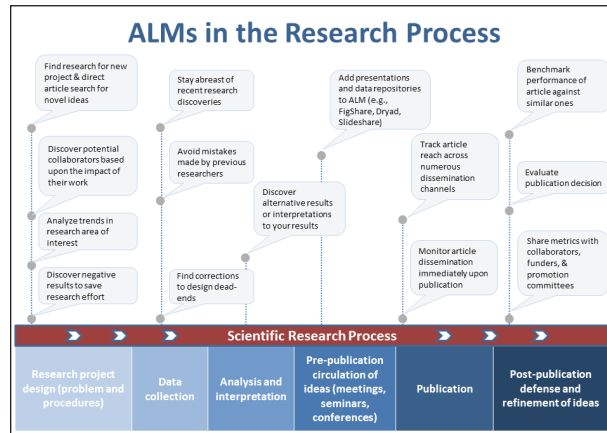 ALMs in the Research Process
Find research for new
project & direct
article search for
novel ideas
Discover potential
collaborators based
upon the impact of
their work
Analyze trends in
research area of
interest
Discover negative
results to save
research effort
Stay abreast of
recent research
discoveries
Avoid mistakes
made by previous
researchers
Find corrections
to design dead-
ends
Discover
alternative results
or interpretations
to your results
Add presentations
and data repositories
to ALM (e.g.,
FigShare, Dryad,
Slideshare)
Track article
reach across
numerous
dissemination
channels
Monitor article
dissemination
immediately upon
publication
Benchmark
performance of
article against
similar ones
Evaluate
publication decision
Share metrics with
collaborators,
funders, &
promotion
committees
Scientific Research Process
Research project
design (problem and
procedures)
Data
collection
Analysis and
interpretation
Pre-publication
circulation of
ideas (meetings,
seminars,
conferences)
Publication
Post-publication
defense and
refinement of ideas